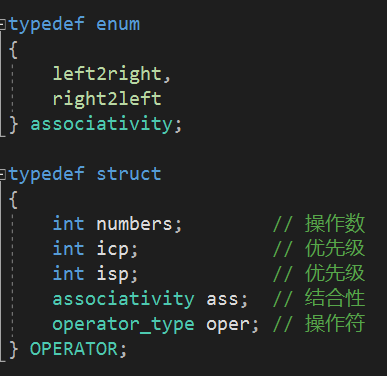 typedef enum
{
    left2right,
    right2left
} associativity;
typedef struct
{
    int numbers;       // 操作数
    int icp;           // 优先级
    int isp;           // 优先级
    associativity ass;  // 结合性
    operator_type oper; // 操作符
} OPERATOR;